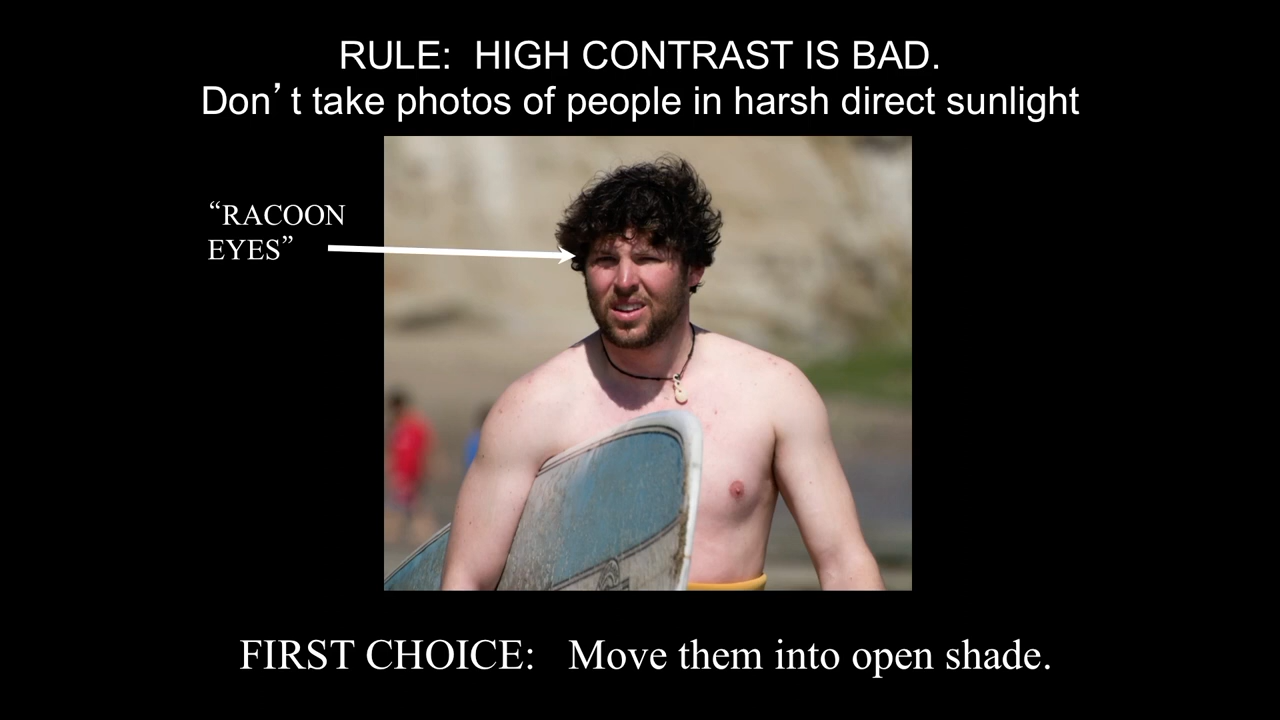 RULE:  HIGH CONTRAST IS BAD.
Don’t take photos of people in harsh direct sunlight
“RACOON
EYES”
FIRST CHOICE:   Move them into open shade.